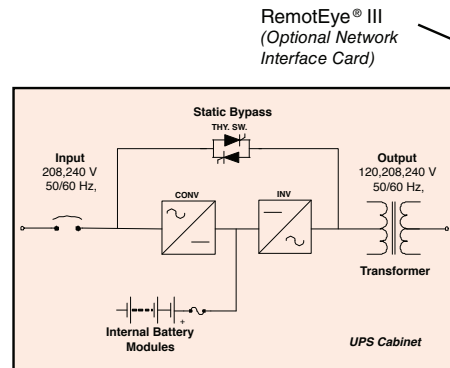 RemotEye® III
(Optional Network
Interface Card)
Static Bypass
THY. SW.
Input
208,240 V
50/60 Hz,
Output
120,208,240 V
50/60 Hz,
CONV
INV
Transformer
+
Internal Battery
Modules
UPS Cabinet